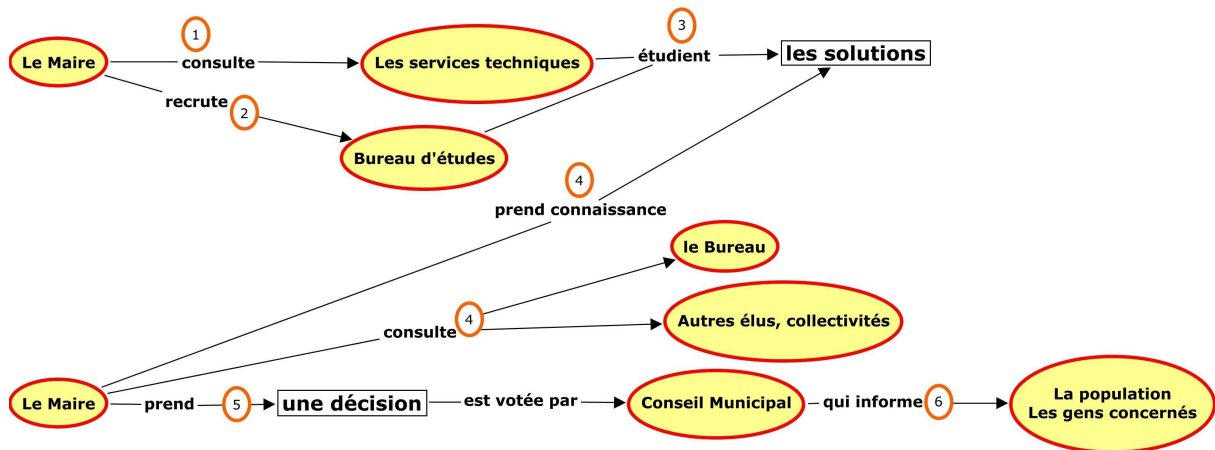 1
3
Le Maire
consulte
Les services techniques
étudient
les solutions
recrute
2
Bureau d'études
4
prend connaissance
le Bureau
consulte
4
Autres élus, collectivités
Le Maire
prend
5
une décision
est votée par
Conseil Municipal
qui informe
6
La population
Les gens concernés